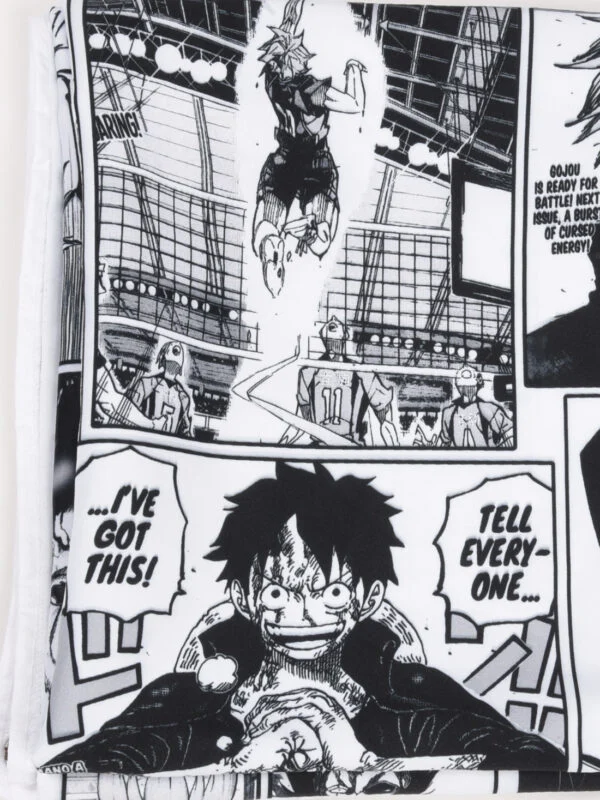 ARING!
11
GOJOU
IS READY FOR
BATTLE! NEXT
ISSUE, A BURST
OF CURSED
ENERGY!
TELL
EVERY-
ONE...
...I'VE
GOT
THIS!